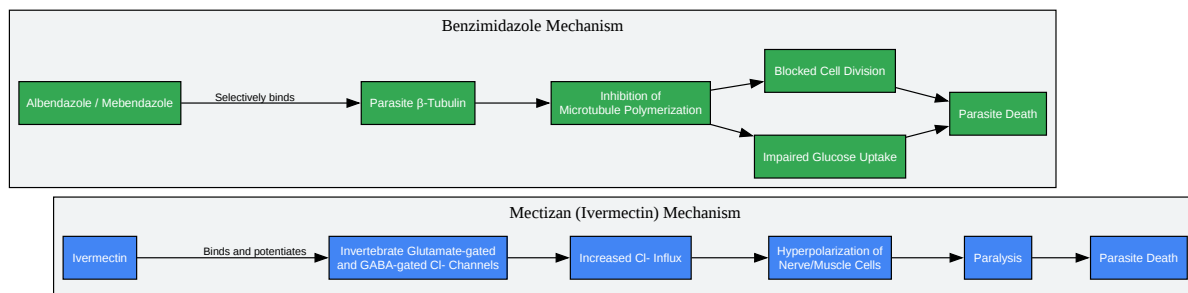 Benzimidazole Mechanism
Albendazole / Mebendazole
Selectively binds
Parasite β-Tubulin
Inhibition of
Microtubule Polymerization
Blocked Cell Division
Impaired Glucose Uptake
Parasite Death
Mectizan (Ivermectin) Mechanism
Ivermectin
Binds and potentiates
Invertebrate Glutamate-gated
and GABA-gated Cl- Channels
Increased Cl- Influx
Hyperpolarization of
Nerve/Muscle Cells
Paralysis
Parasite Death